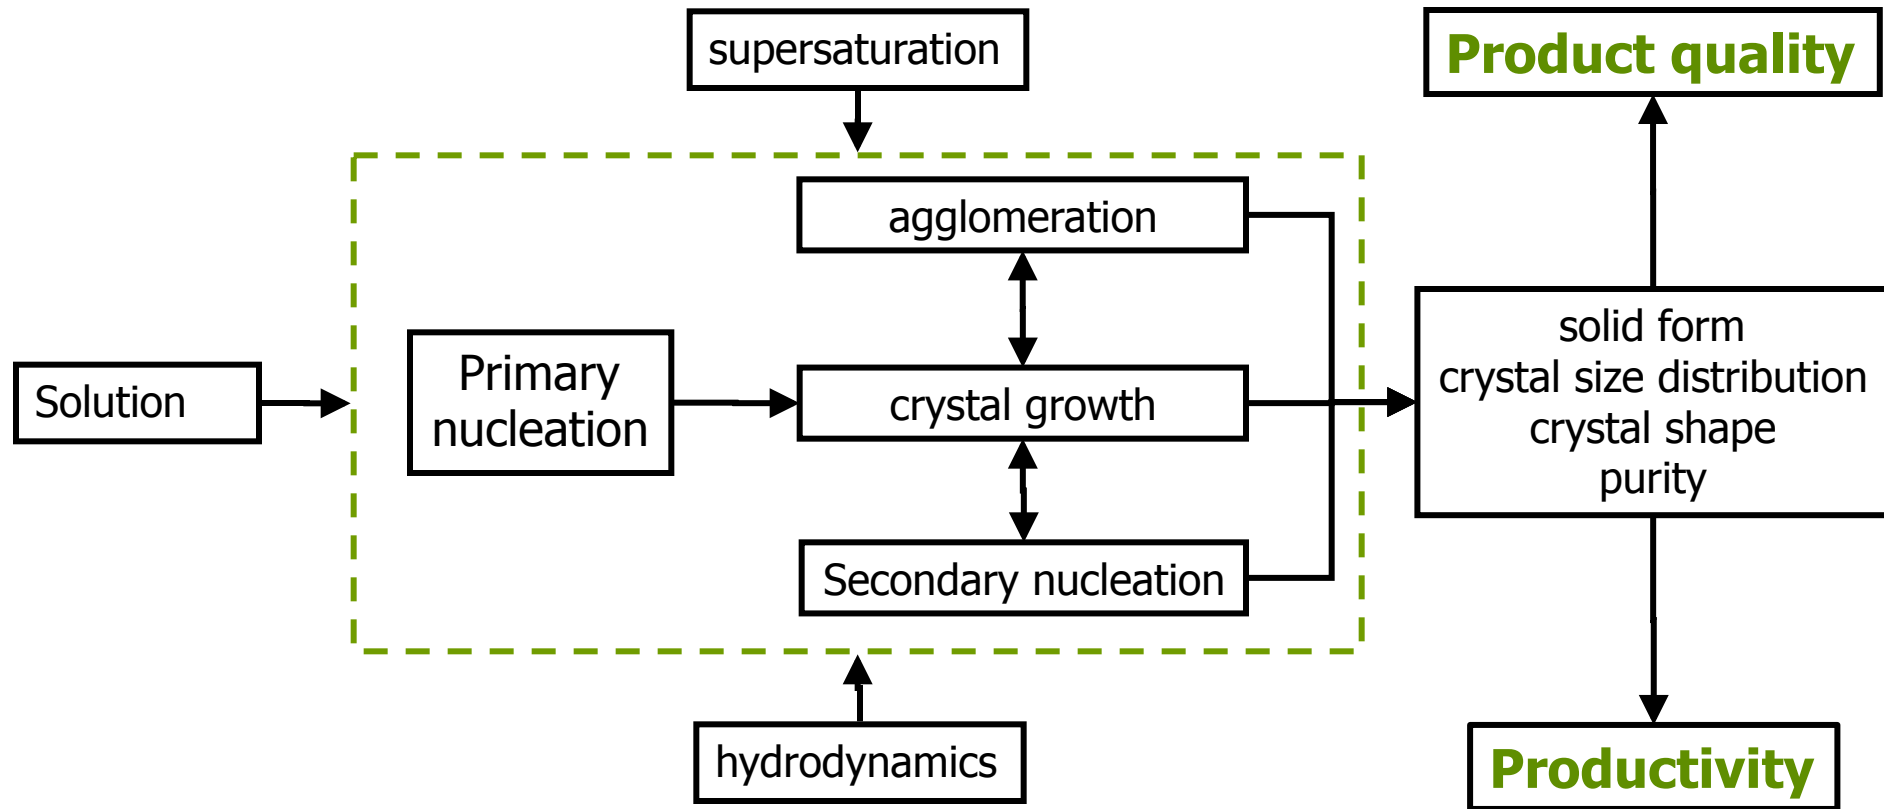 supersaturation
Product quality
agglomeration
Solution
Primary
nucleation
crystal growth
solid form
crystal size distribution
crystal shape
purity
Secondary nucleation
hydrodynamics
Productivity